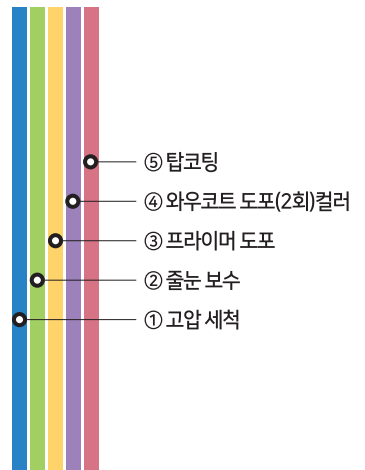 ⑤ 탑코팅
④ 와우코트 도포(2회)컬러
③ 프라이머 도포
② 줄눈 보수
① 고압 세척